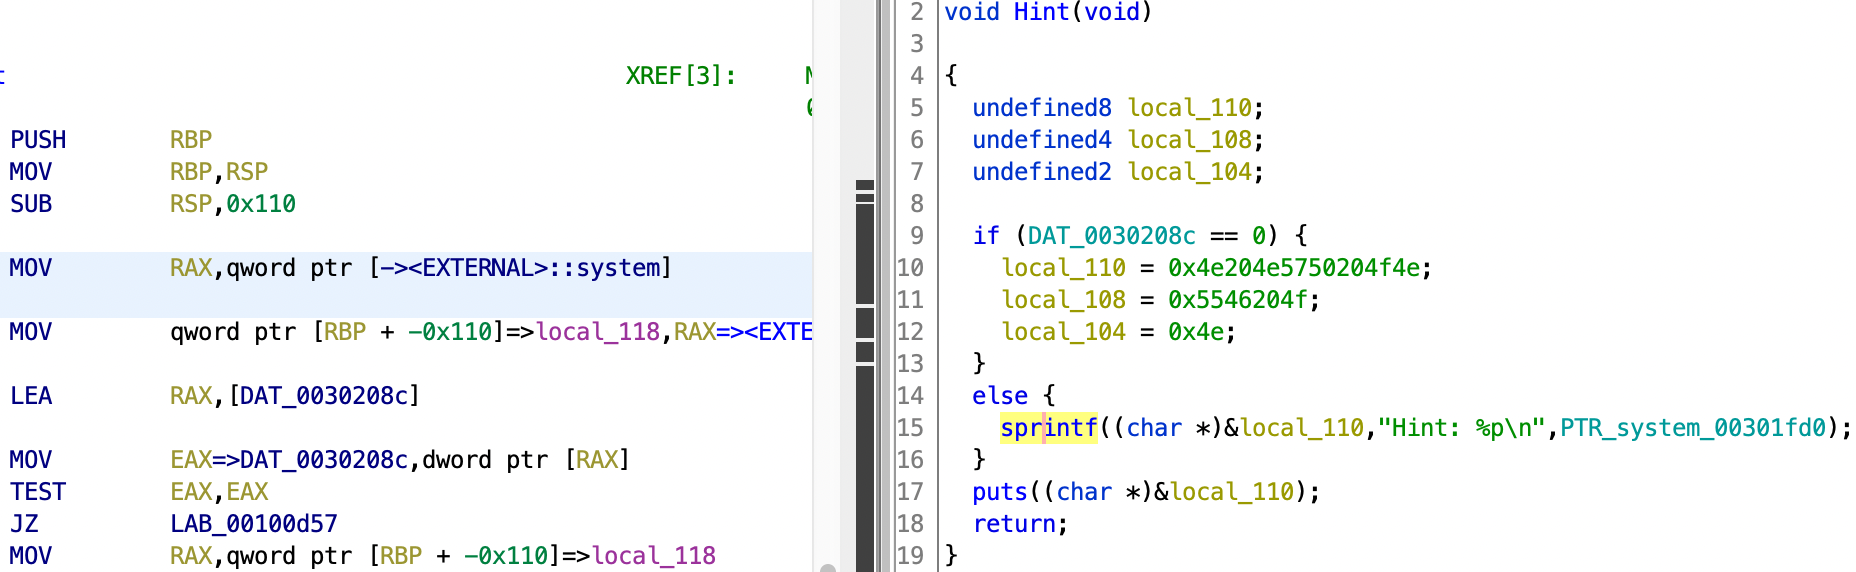 XREF[3]:
PUSH RBP
MOV RBP,RSP
SUB RSP,0x110
MOV RAX,qword ptr [-><EXTERNAL>::system]
MOV qword ptr [RBP + -0x110]=>local_118,RAX=><EXTE
LEA RAX,[DAT_0030208c]
MOV EAX=>DAT_0030208c,dword ptr [RAX]
TEST EAX,EAX
JZ LAB_00100d57
MOV RAX,qword ptr [RBP + -0x110]=>local_118
2 void Hint(void)
3
4 {
5 undefined8 local_110;
6 undefined4 local_108;
7 undefined2 local_104;
8
9 if (DAT_0030208c == 0) {
10 local_110 = 0x4e204e5750204f4e;
11 local_108 = 0x5546204f;
12 local_104 = 0x4e;
13 }
14 else {
15 sprintf((char *)&local_110,"Hint: %p\n",PTR_system_00301fd0);
16 }
17 puts((char *)&local_110);
18 return;
19 }